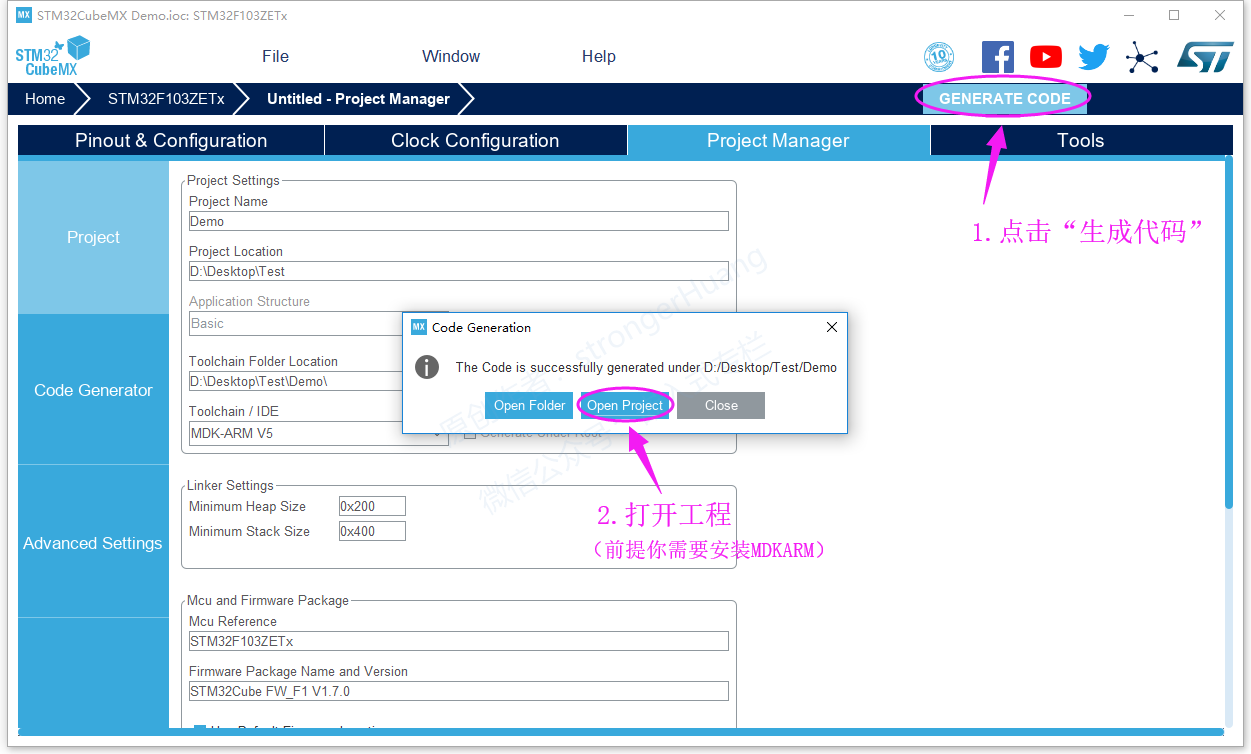 MX STM32CubeMX Demo.ioc: STM32F103ZETx
STM32 CubeMX
File Window Help
10
Home STM32F103ZETx Untitled - Project Manager GENERATE CODE
Pinout & Configuration Clock Configuration Project Manager Tools
1.点击“生成代码”
Project
Code Generator
Advanced Settings
Project Settings
Project Name
Demo
Project Location
D:\Desktop\Test
Application Structure
Basic
Toolchain Folder Location
D:\Desktop\Test\Demo\
Toolchain / IDE
MDK-ARM V5
Generate Under Root
MX Code Generation
The Code is successfully generated under D:/Desktop/Test/Demo
Open Folder Open Project Close
2.打开工程
（前提你需要安装MDKARM）
Linker Settings
Minimum Heap Size 0x200
Minimum Stack Size 0x400
Mcu and Firmware Package
Mcu Reference
STM32F103ZETx
Firmware Package Name and Version
STM32Cube FW_F1 V1.7.0
strongerHuang
微信公众号